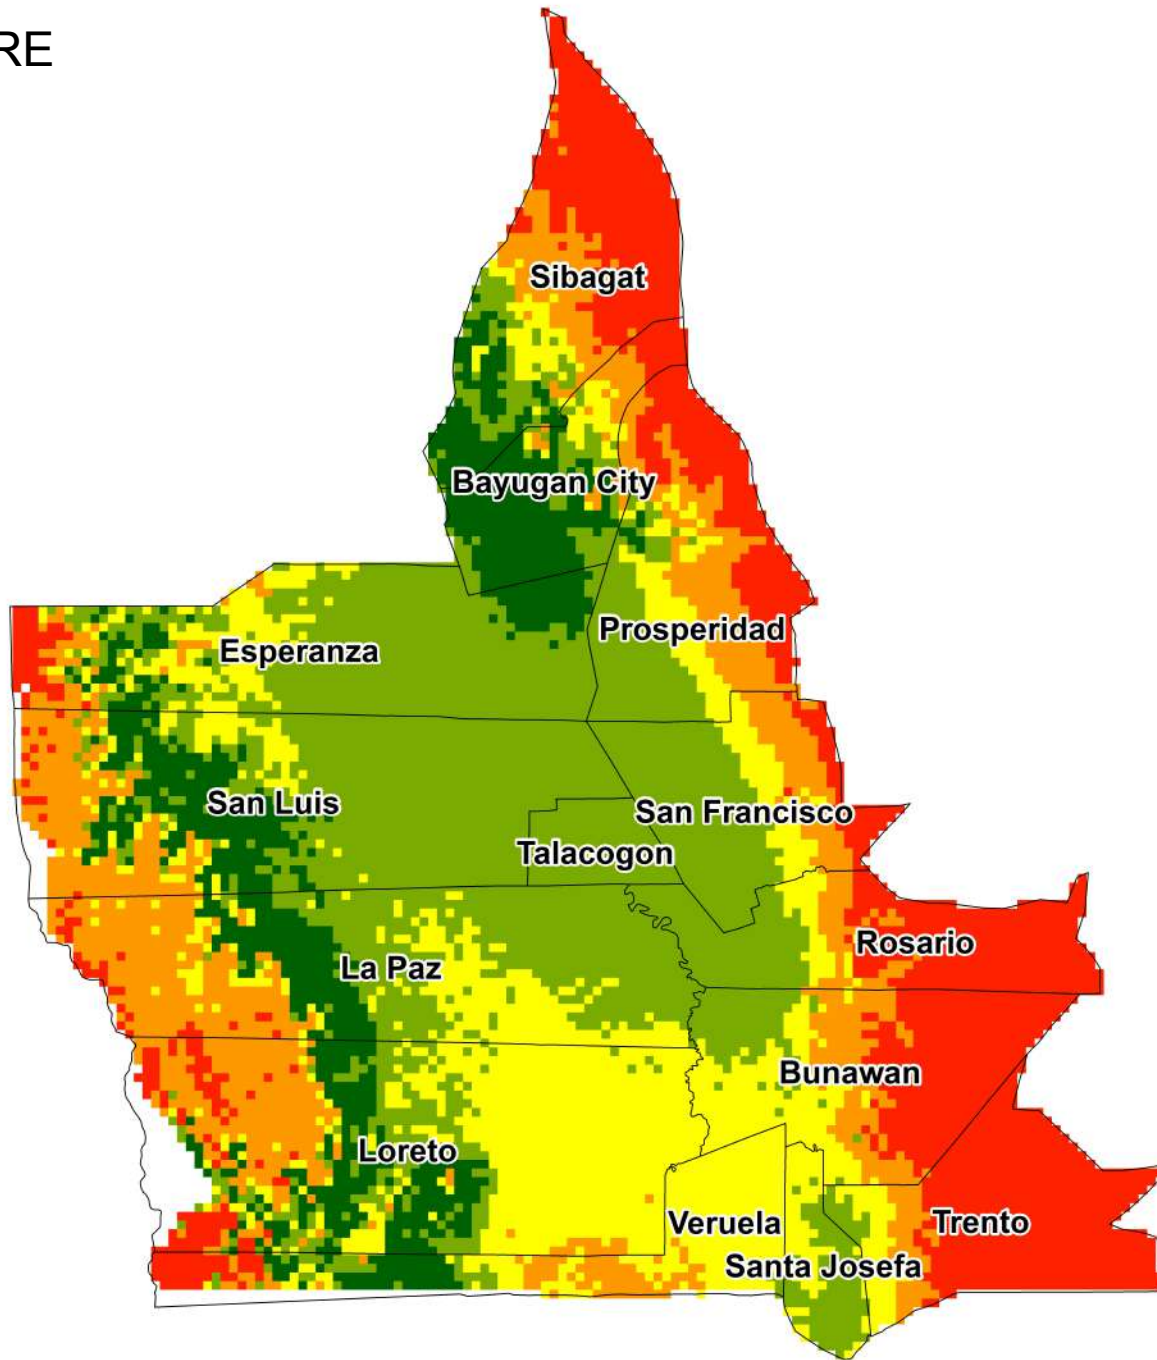 RE
Sibagat
Bayugan City
Prosperidad
Esperanza
San Luis
San Francisco
Talacogon
Rosario
La Paz
Bunawan
Loreto
Veruela
Trento
Santa Josefa